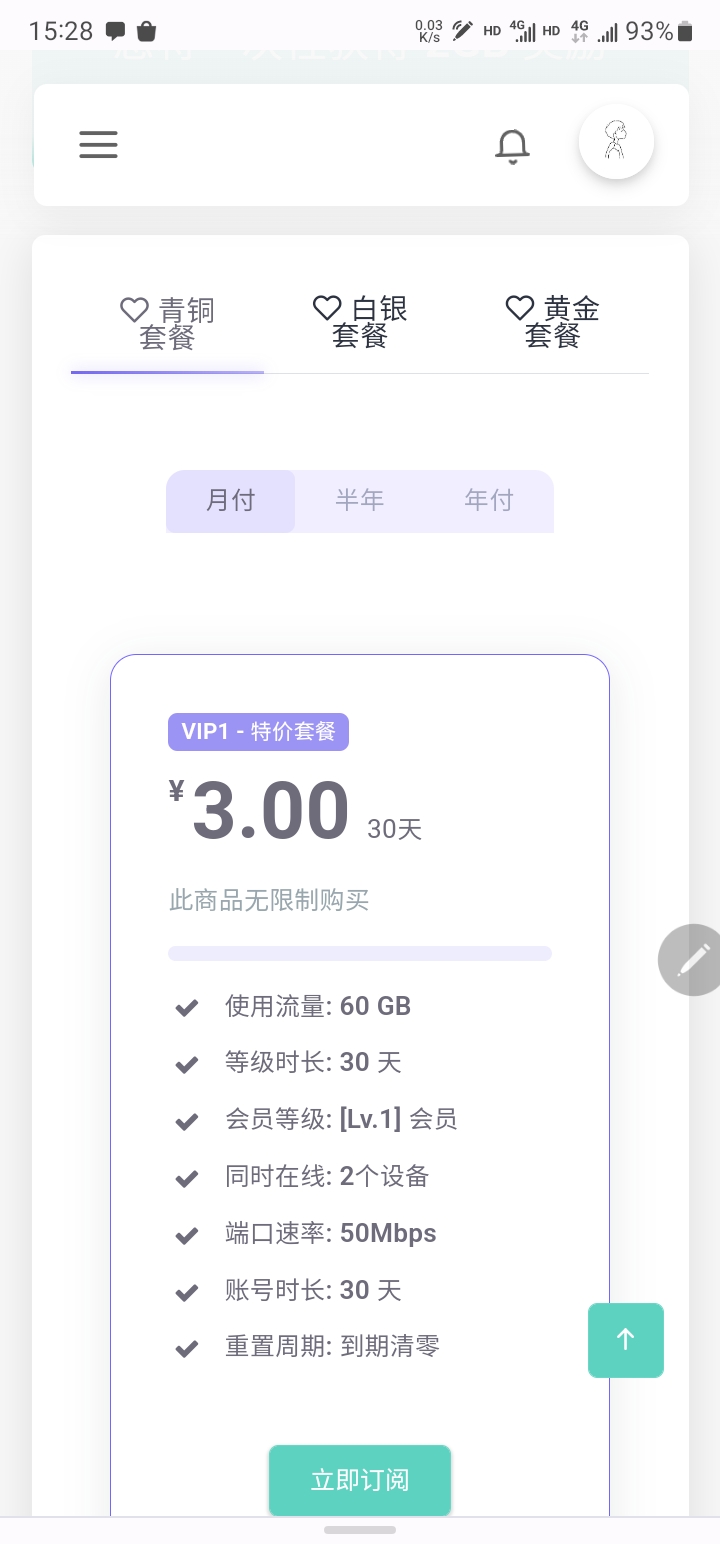 15:28
0.03
K/s
HD
4G
HD
4G
93%
青铜
套餐
白银
套餐
黄金
套餐
月付
半年
年付
VIP1 - 特价套餐
¥3.00 30天
此商品无限制购买
使用流量: 60 GB
等级时长: 30 天
会员等级: [Lv.1] 会员
同时在线: 2个设备
端口速率: 50Mbps
账号时长: 30 天
重置周期: 到期清零
立即订阅